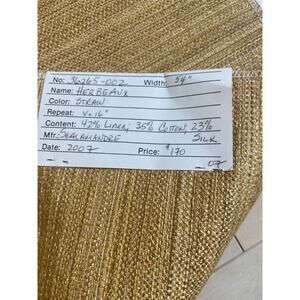 No: 36265-002 Width: 54"
Name: HERBEAUX
Color: STRAW
Repeat: V= 16"
Content: 42% LINEN, 35% COTTON, 23% SILK
Mfr: SCALAMANDRE
Date: 2007 Price: $170
07